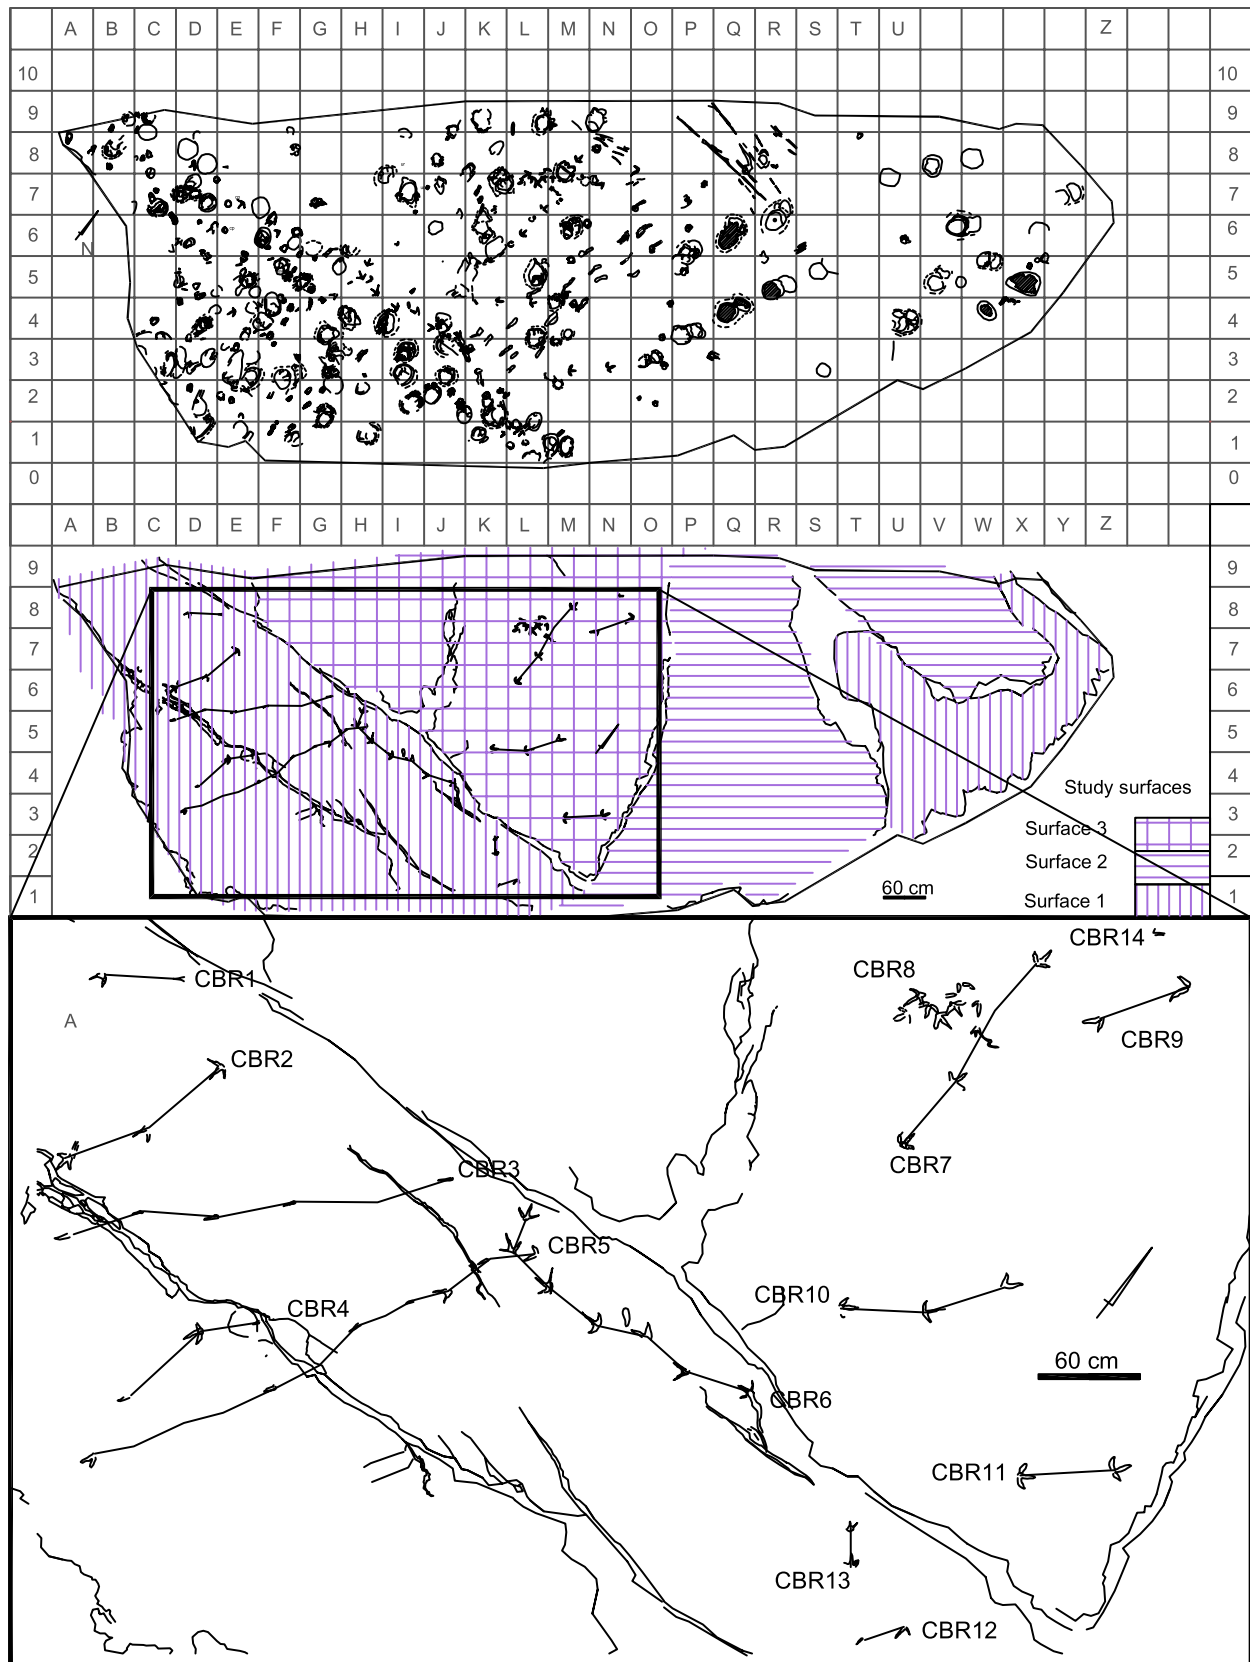 A B C D E F G H I J K L M N O P Q R S T U Z
10 10
9 9
8 8
7 7
6 6
N
5 5
4 4
3 3
2 2
1 1
0 0
A B C D E F G H I J K L M N O P Q R S T U V W X Y Z
9 9
8 8
7 7
6 6
5 5
4 4
Study surfaces
3 3
Surface 3
2 2
Surface 2
60 cm
1 1
Surface 1
CBR14
CBR8
CBR1
A
CBR9
CBR2
CBR7
CBR3
CBR5
CBR10
CBR4
60 cm
CBR6
CBR11
CBR13
CBR12